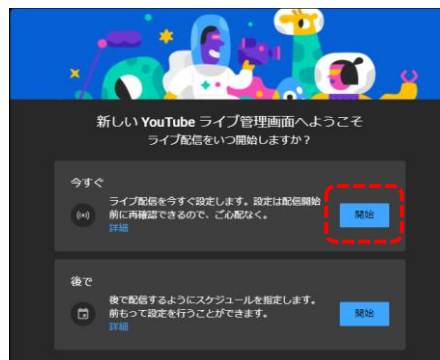 新しい YouTube ライブ管理画面へようこそ
ライブ配信をいつ開始しますか？
今すぐ
ライブ配信を今すぐ設定します。設定は配信開始
前に再確認できるので、ご心配なく。
詳細
開始
後で
後で配信するようにスケジュールを指定します。
前もって設定を行うことができます。
詳細
開始